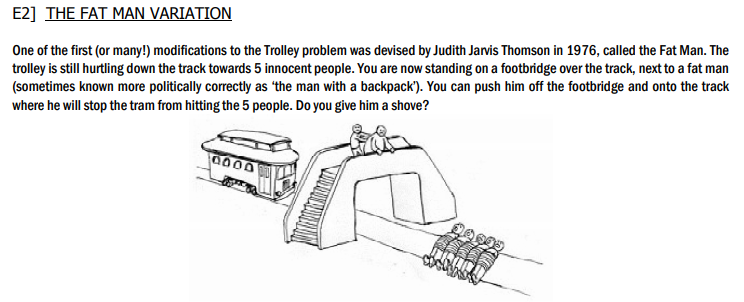 E2] THE FAT MAN VARIATION
One of the first (or many!) modifications to the Trolley problem was devised by Judith Jarvis Thomson in 1976, called the Fat Man. The
trolley is still hurtling down the track towards 5 innocent people. You are now standing on a footbridge over the track, next to a fat man
(sometimes known more politically correctly as ‘the man with a backpack’). You can push him off the footbridge and onto the track
where he will stop the tram from hitting the 5 people. Do you give him a shove?